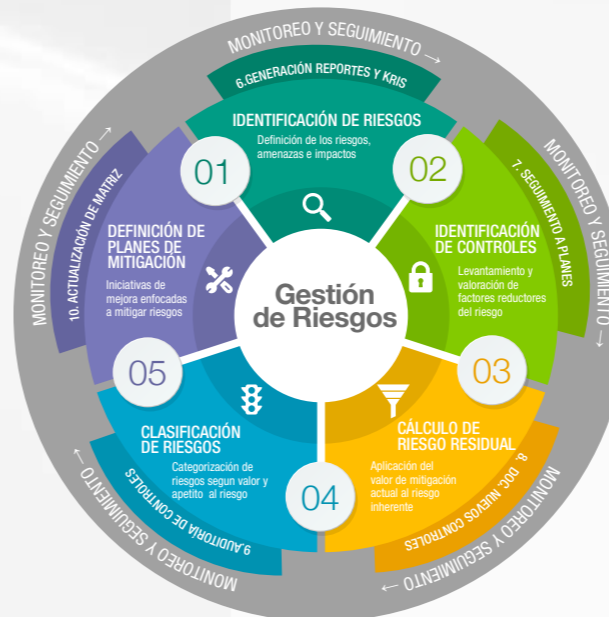 MONITOREO Y SEGUIMIENTO →
6.GENERACIÓN REPORTES Y KRIS
IDENTIFICACIÓN DE RIESGOS
Definición de los riesgos,
amenazas e impactos
01
02
MONITOREO Y SEGUIMIENTO →
7. SEGUIMIENTO A PLANES
IDENTIFICACIÓN
DE CONTROLES
Levantamiento y
valoración de
factores reductores
del riesgo
03
MONITOREO Y SEGUIMIENTO →
8. DOC. NUEVOS CONTROLES
CÁLCULO DE
RIESGO RESIDUAL
Aplicación del
valor de mitigación
actual al riesgo
inherente
04
MONITOREO Y SEGUIMIENTO →
9.AUDITORÍA DE CONTROLES
CLASIFICACIÓN
DE RIESGOS
Categorización de
riesgos segun valor y
apetito al riesgo
05
MONITOREO Y SEGUIMIENTO →
10. ACTUALIZACIÓN DE MATRIZ
DEFINICIÓN DE
PLANES DE
MITIGACIÓN
Iniciativas de
mejora enfocadas
a mitigar riesgos
Gestión
de Riesgos